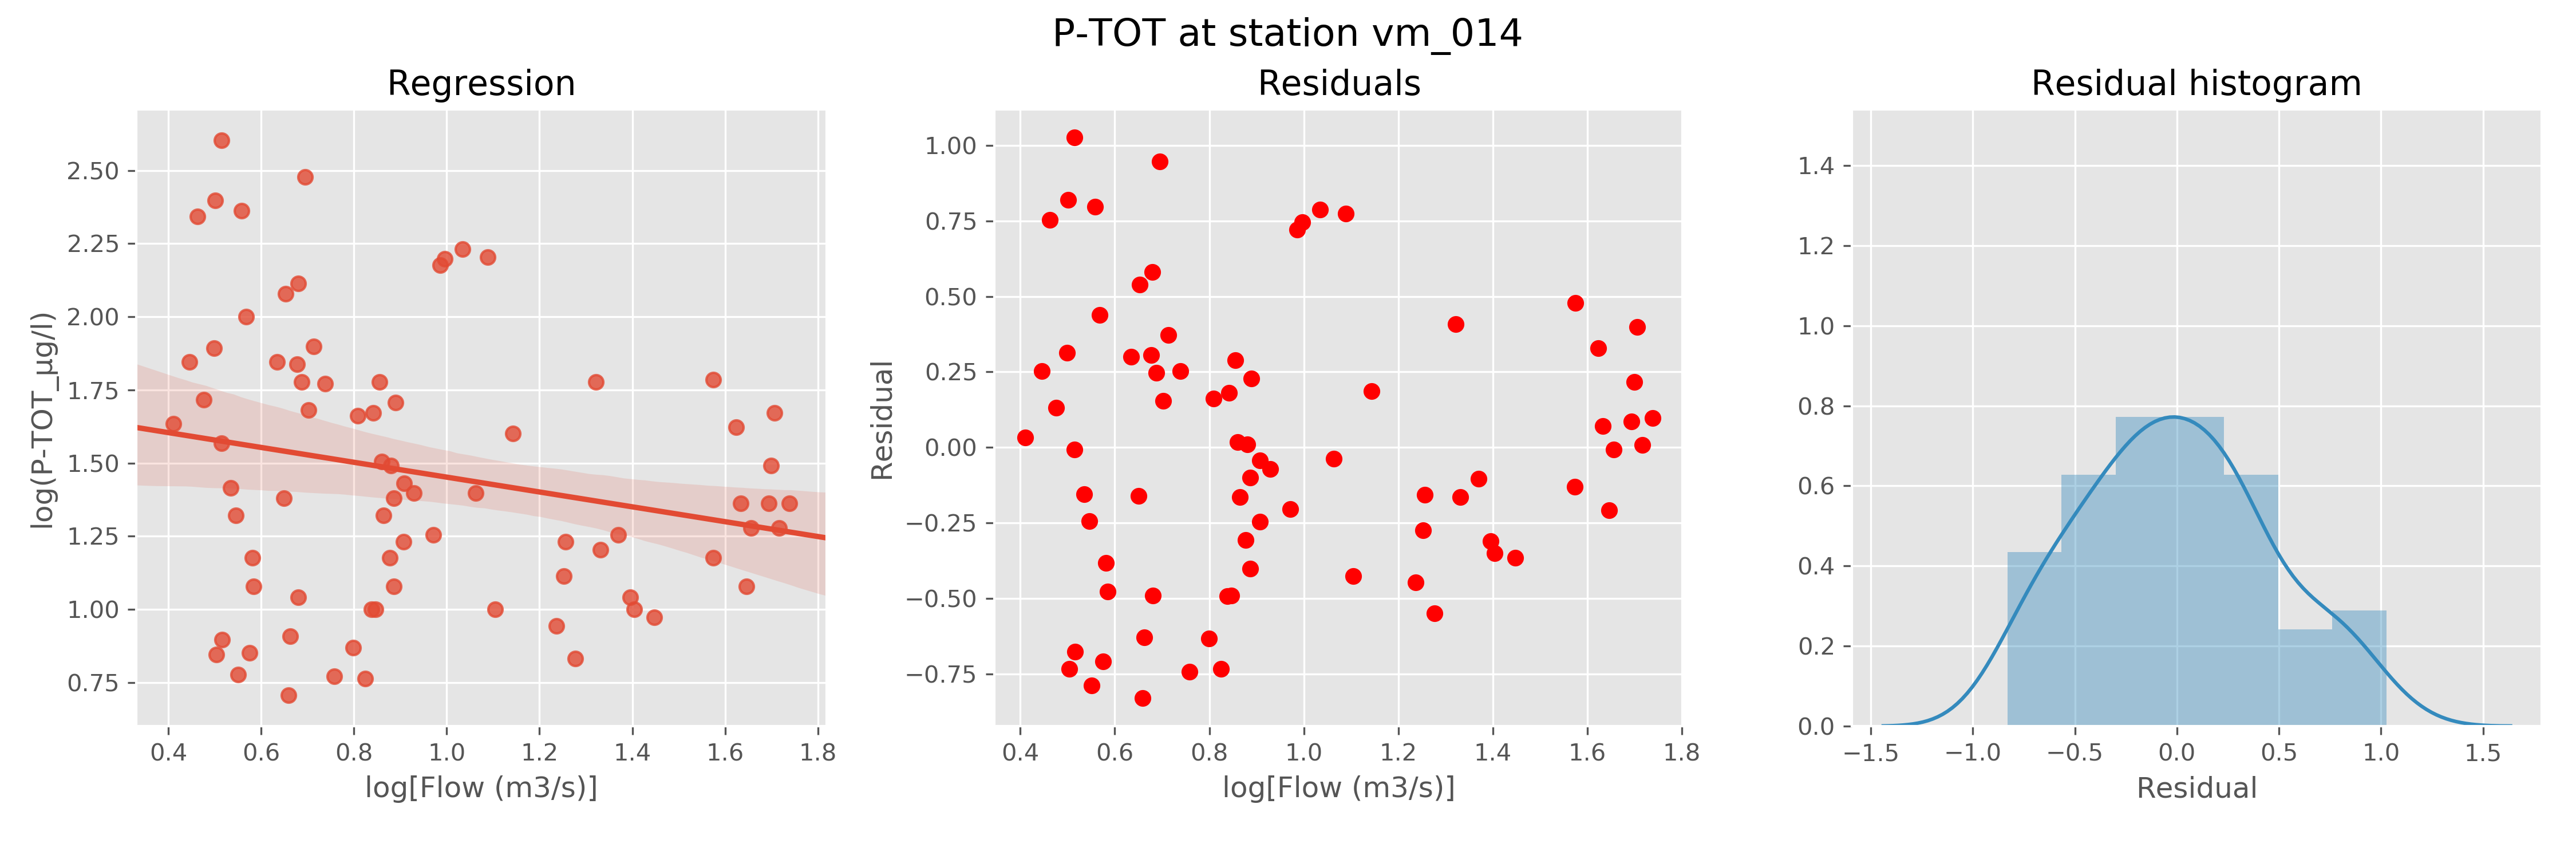 P-TOT at station vm_014
Regression
2.50
2.25
2.00
1.75
1.50
1.25
1.00
0.75
log(P-TOT_µg/l)
0.4 0.6 0.8 1.0 1.2 1.4 1.6 1.8
log[Flow (m3/s)]
Residuals
1.00
0.75
0.50
0.25
0.00
−0.25
−0.50
−0.75
Residual
0.4 0.6 0.8 1.0 1.2 1.4 1.6 1.8
log[Flow (m3/s)]
Residual histogram
1.4
1.2
1.0
0.8
0.6
0.4
0.2
0.0
−1.5 −1.0 −0.5 0.0 0.5 1.0 1.5
Residual